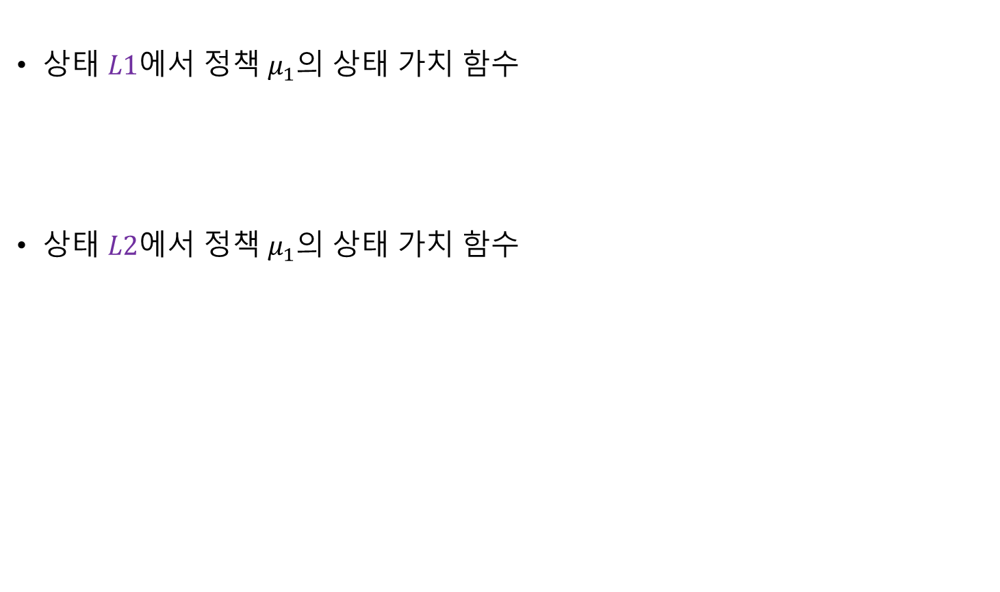 • 상태 L1에서 정책 μ₁의 상태 가치 함수
• 상태 L2에서 정책 μ₁의 상태 가치 함수